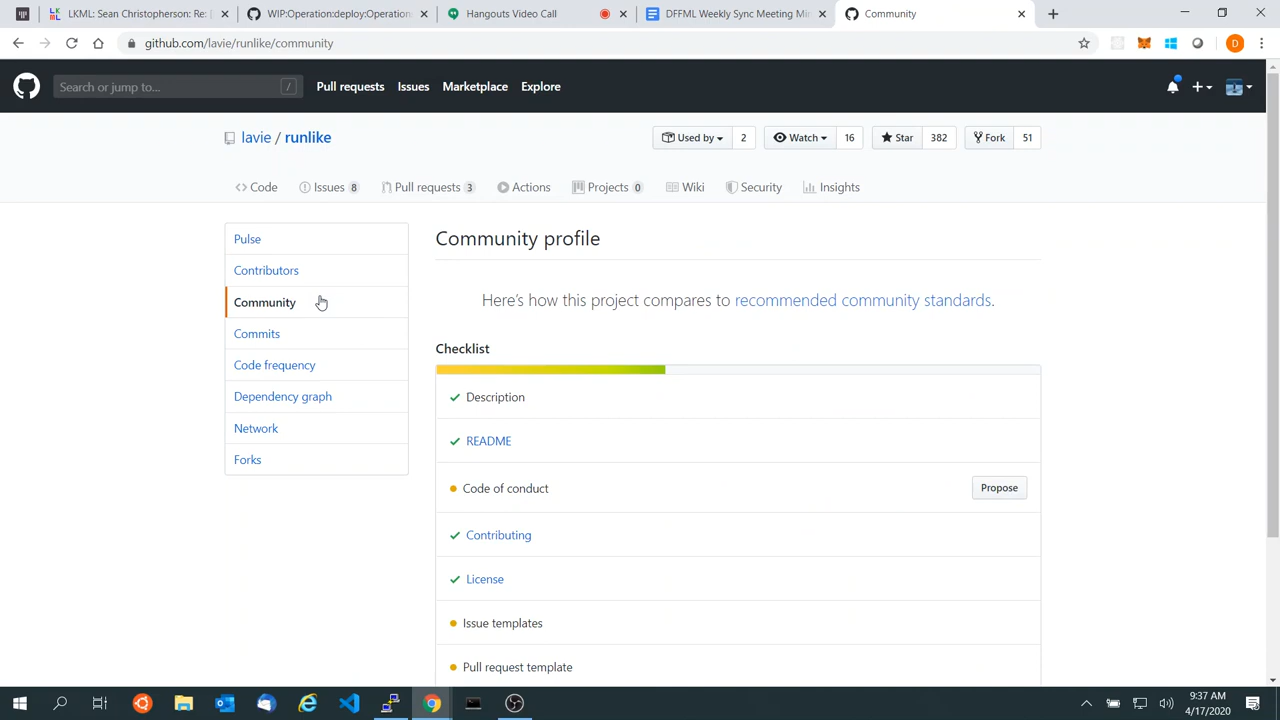 LKML: Sean Christopherson: Re: [
WIP:Operation:deploy:Operation
Hangouts Video Call
DFFML Weekly Sync Meeting Mi
Community
github.com/lavie/runlike/community
D
Search or jump to...
/
Pull requests
Issues
Marketplace
Explore
lavie / runlike
Used by
2
Watch
16
Star
382
Fork
51
Code
Issues 8
Pull requests 3
Actions
Projects 0
Wiki
Security
Insights
Pulse
Contributors
Community
Commits
Code frequency
Dependency graph
Network
Forks
Community profile
Here's how this project compares to recommended community standards.
Checklist
Description
README
Code of conduct
Propose
Contributing
License
Issue templates
Pull request template
9:37 AM
4/17/2020